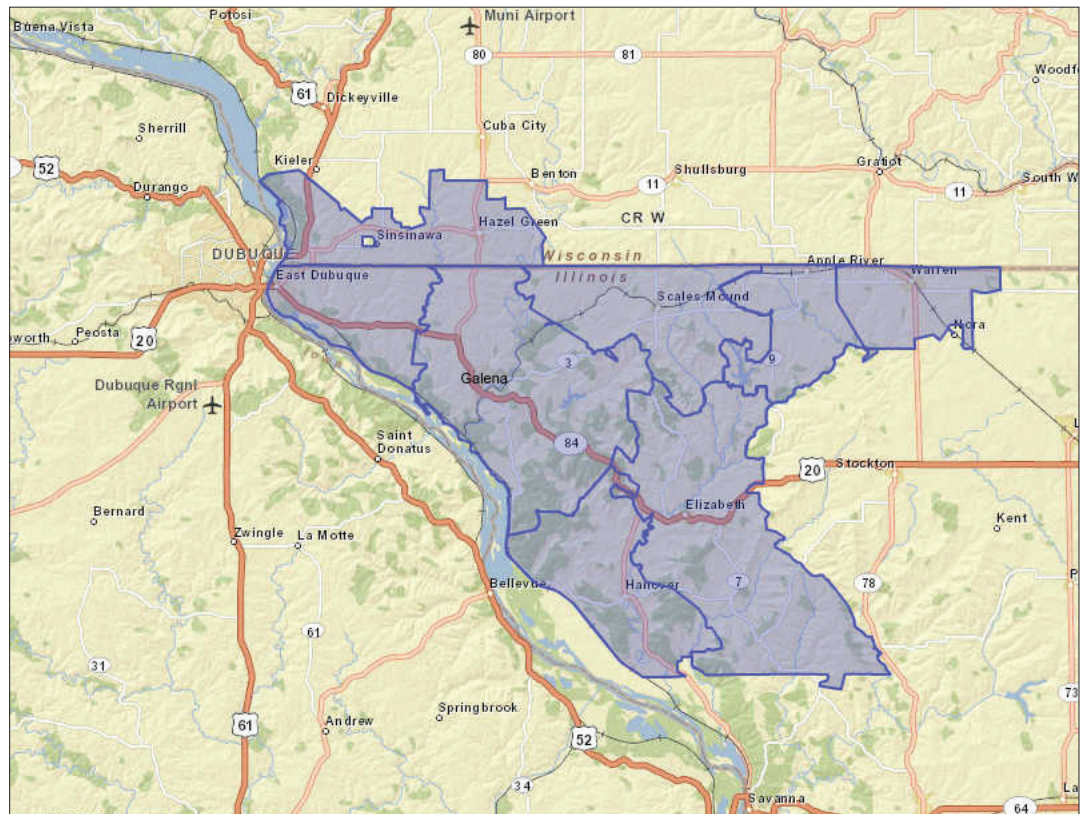 Potosi
Muni Airport
Buena Vista
80
81
61
Dickeyville
Sherrill
Cuba City
Kieler
52
Benton
Shullsburg
Gratiot
Durango
11
11
South W
CR W
Hazel Green
Sinsinawa
DUBUQUE
Wisconsin
Illinois
Apple River
Warren
East Dubuque
Scales Mound
Peosta
20
Nora
3
9
Galena
Dubuque Rgnl
Airport
84
Saint
Donatus
20
Stockton
Elizabeth
Bernard
Kent
Zwingle
La Motte
Bellevue
Hanover
7
78
61
31
73
Springbrook
Andrew
61
52
34
Savanna
64